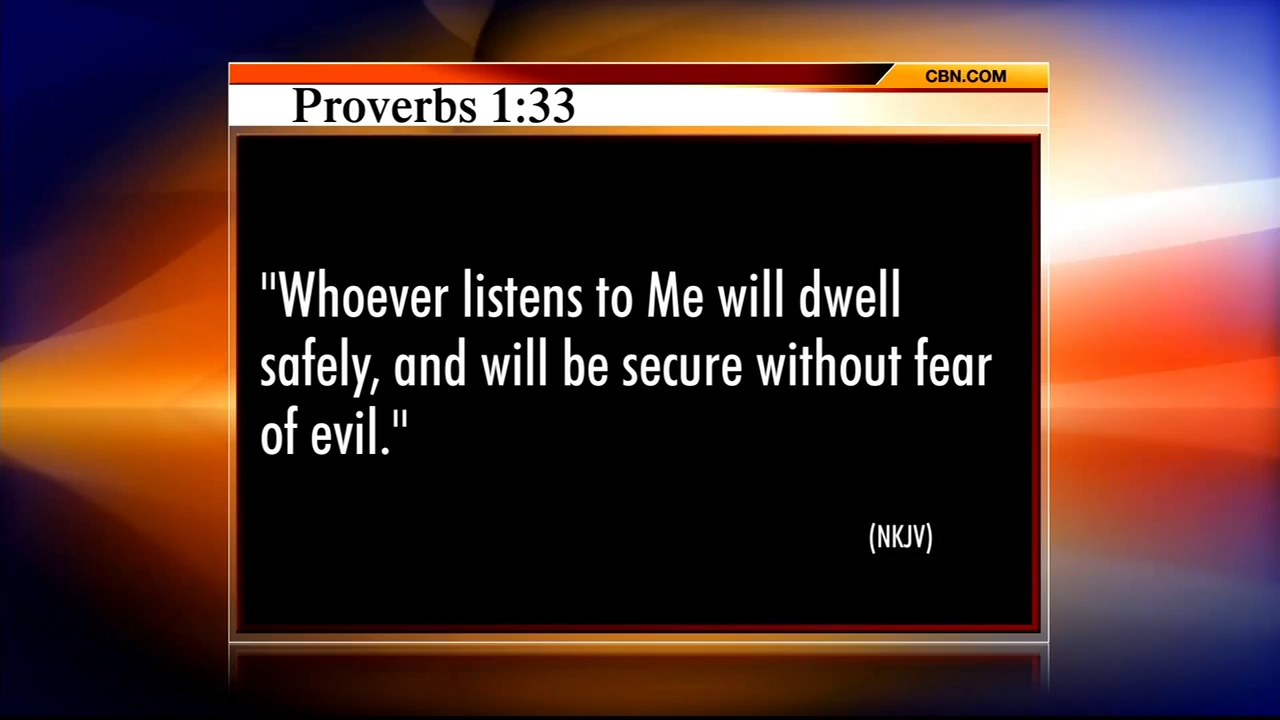 CBN.COM
Proverbs 1:33
"Whoever listens to Me will dwell
safely, and will be secure without fear
of evil."
(NKJV)